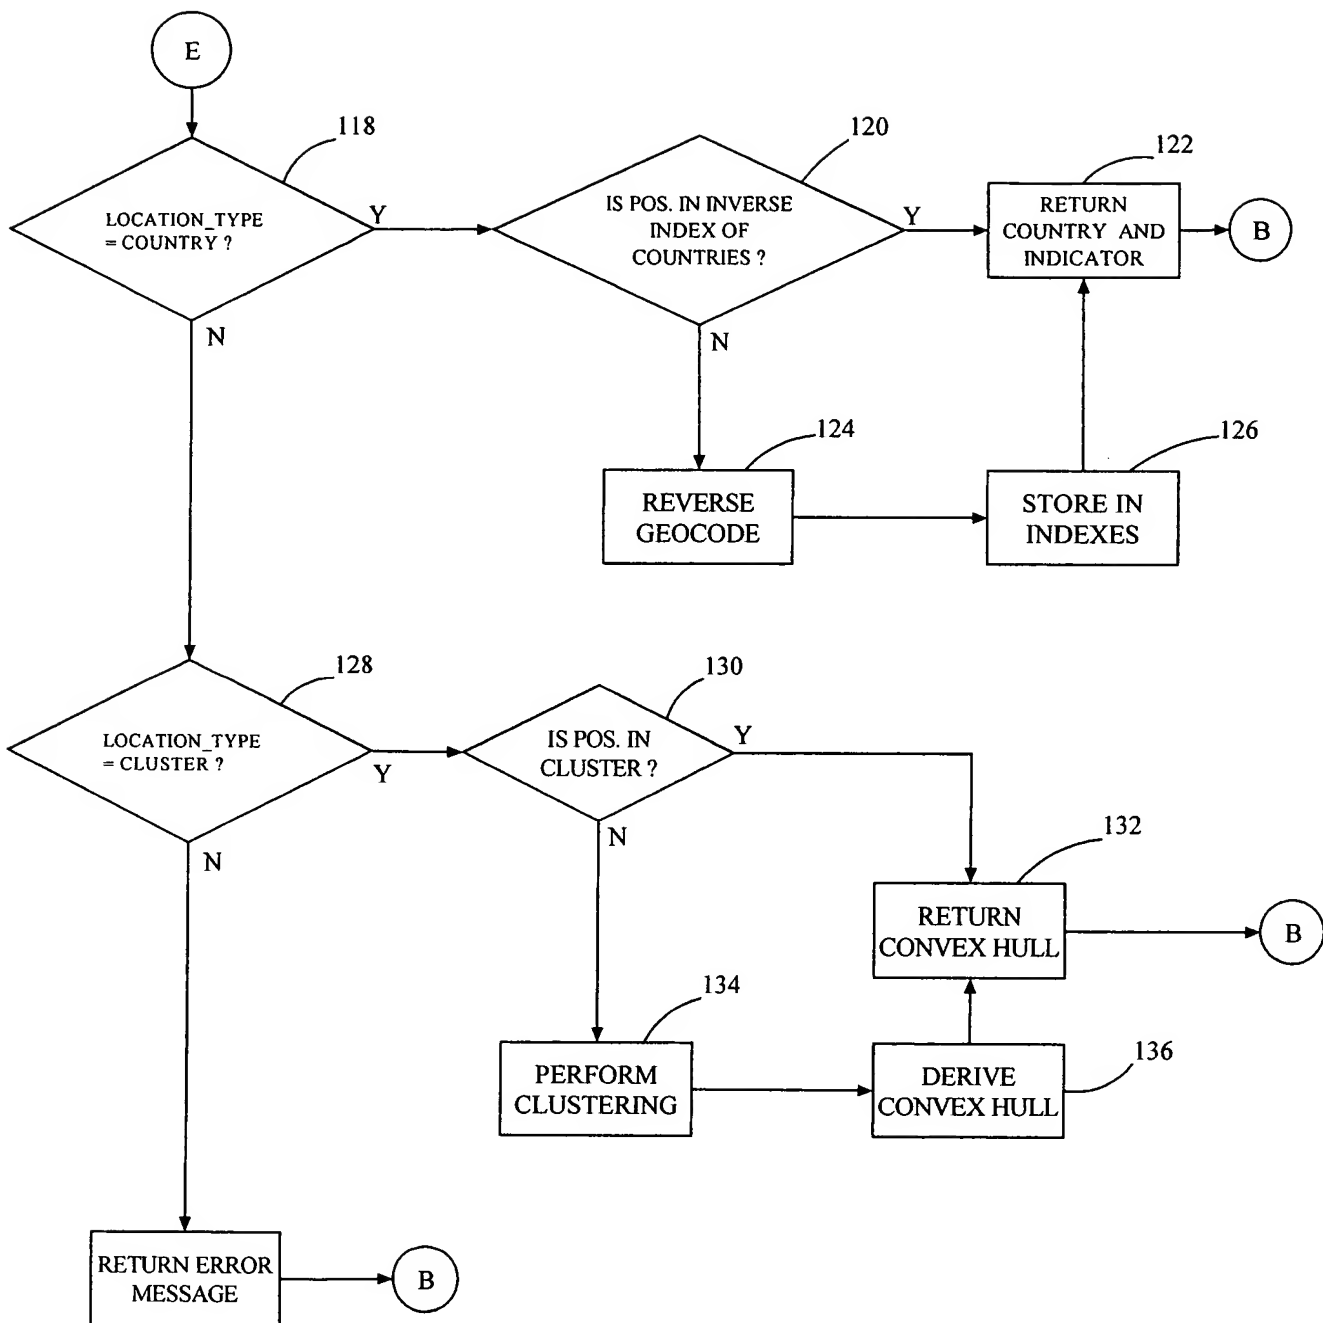 E
118
LOCATION_TYPE
= COUNTRY ?
Y
N
120
IS POS. IN INVERSE
INDEX OF
COUNTRIES ?
Y
N
122
RETURN
COUNTRY AND
INDICATOR
B
124
REVERSE
GEOCODE
126
STORE IN
INDEXES
128
LOCATION_TYPE
= CLUSTER ?
Y
N
130
IS POS. IN
CLUSTER ?
Y
N
132
RETURN
CONVEX HULL
B
134
PERFORM
CLUSTERING
136
DERIVE
CONVEX HULL
RETURN ERROR
MESSAGE
B